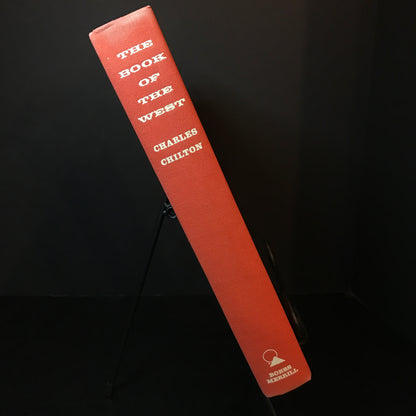 THE
BOOK
OF
THE
WEST
CHARLES
CHILTON
BOBBS
MERRILL